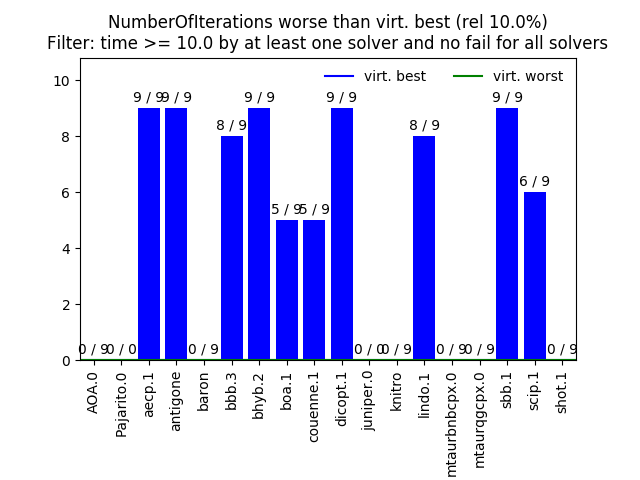 NumberOfIterations worse than virt. best (rel 10.0%)
Filter: time >= 10.0 by at least one solver and no fail for all solvers
virt. best
virt. worst
10
8
6
4
2
0
0 / 9
0 / 0
9 / 9
9 / 9
0 / 9
8 / 9
9 / 9
5 / 9
5 / 9
9 / 9
0 / 0
0 / 9
8 / 9
0 / 9
0 / 9
9 / 9
6 / 9
0 / 9
AOA.0
Pajarito.0
aecp.1
antigone
baron
bbb.3
bhyb.2
boa.1
couenne.1
dicopt.1
juniper.0
knitro
lindo.1
mtaurbnbcpx.0
mtaurqgcpx.0
sbb.1
scip.1
shot.1